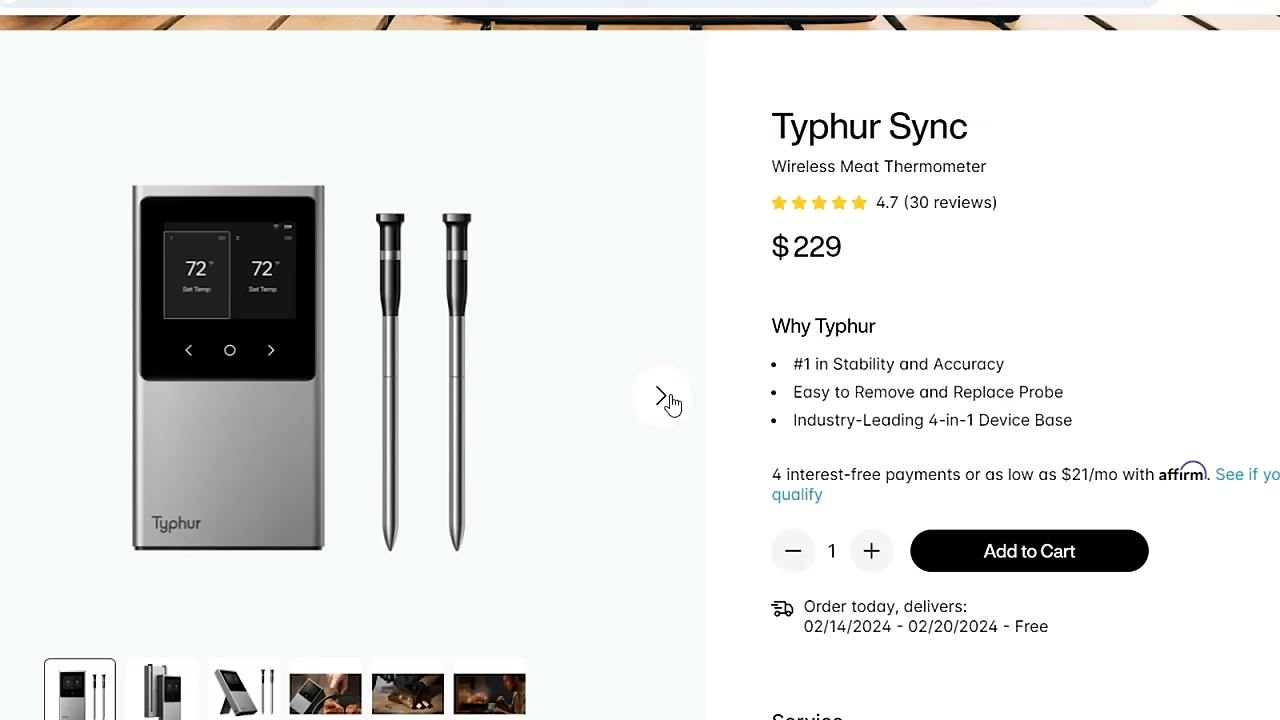 Typhur Sync
Wireless Meat Thermometer
4.7 (30 reviews)
$229
72°
72°
Set Temp
Set Temp
Typhur
Why Typhur
• #1 in Stability and Accuracy
• Easy to Remove and Replace Probe
• Industry-Leading 4-in-1 Device Base
4 interest-free payments or as low as $21/mo with affirm. See if yo
qualify
1
Add to Cart
Order today, delivers:
02/14/2024 - 02/20/2024 - Free
Service